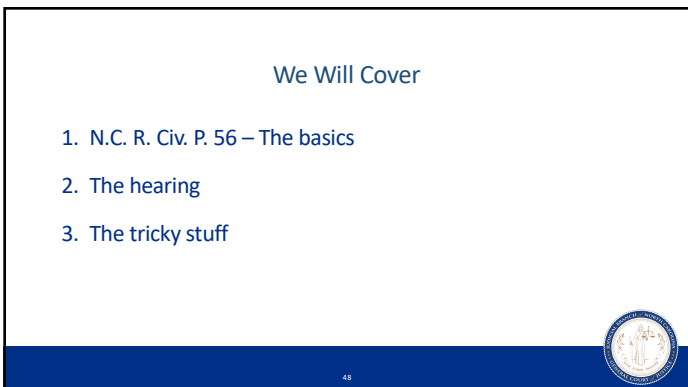 We Will Cover
1. N.C. R. Civ. P. 56 – The basics
2. The hearing
3. The tricky stuff
48